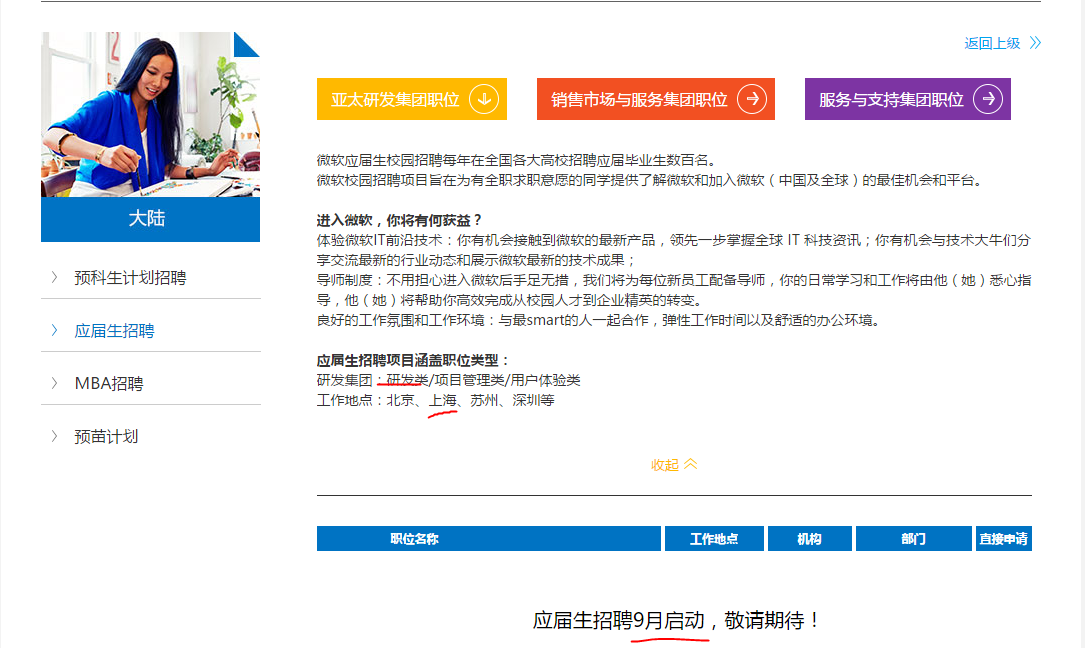 返回上级
亚太研发集团职位
销售市场与服务集团职位
服务与支持集团职位
大陆
预科生计划招聘
应届生招聘
MBA招聘
预苗计划
微软应届生校园招聘每年在全国各大高校招聘应届毕业生数百名。
微软校园招聘项目旨在为有全职求职意愿的同学提供了解微软和加入微软（中国及全球）的最佳机会和平台。
进入微软，你将有何获益？
体验微软IT前沿技术：你有机会接触到微软的最新产品，领先一步掌握全球 IT 科技资讯；你有机会与技术大牛们分
享交流最新的行业动态和展示微软最新的技术成果；
导师制度：不用担心进入微软后手足无措，我们将为每位新员工配备导师，你的日常学习和工作将由他（她）悉心指
导，他（她）将帮助你高效完成从校园人才到企业精英的转变。
良好的工作氛围和工作环境：与最smart的人一起合作，弹性工作时间以及舒适的办公环境。
应届生招聘项目涵盖职位类型：
研发集团：研发类/项目管理类/用户体验类
工作地点：北京、上海、苏州、深圳等
收起
职位名称 工作地点 机构 部门 直接申请
应届生招聘9月启动，敬请期待！